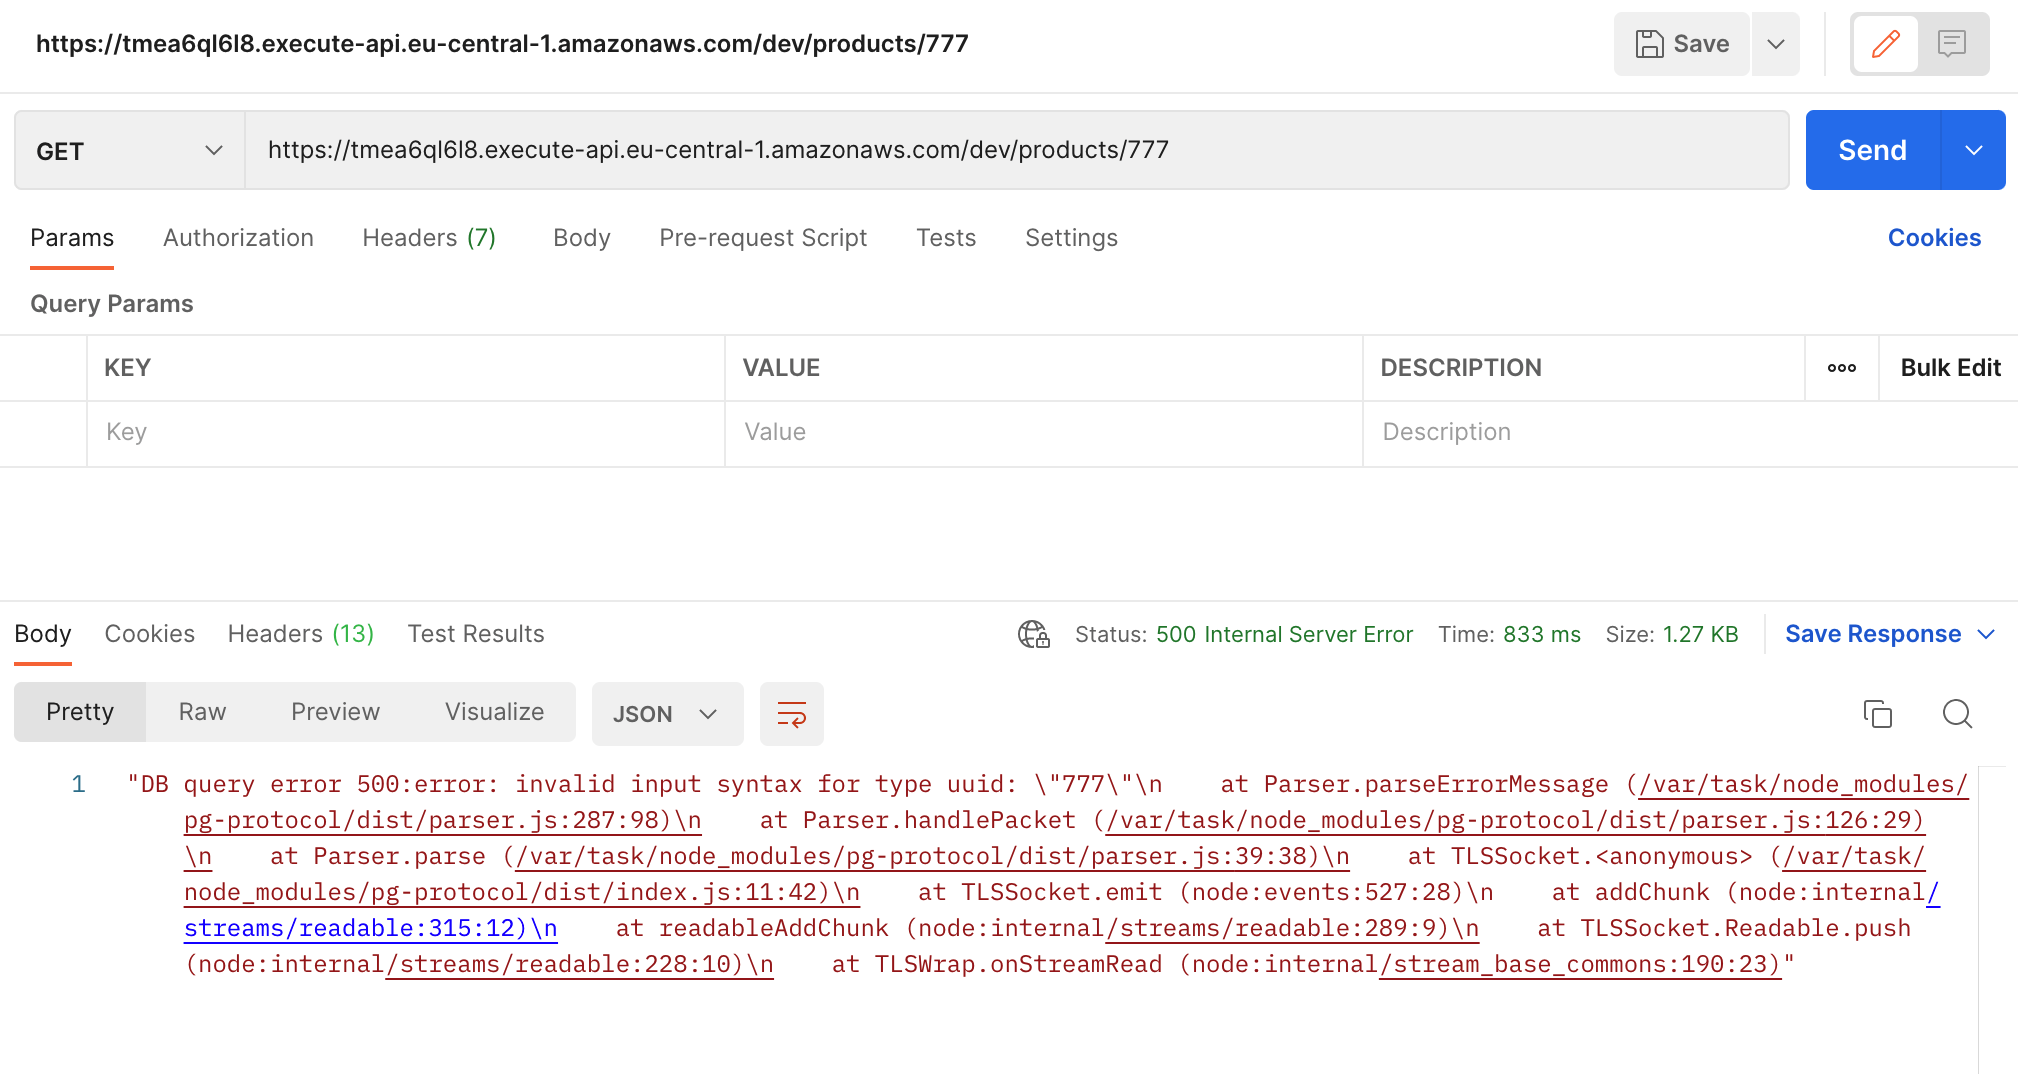 https://tmea6ql6l8.execute-api.eu-central-1.amazonaws.com/dev/products/777
Save
GET
https://tmea6ql6l8.execute-api.eu-central-1.amazonaws.com/dev/products/777
Send
Params Authorization Headers (7) Body Pre-request Script Tests Settings Cookies
Query Params
KEY VALUE DESCRIPTION ooo Bulk Edit
Key Value Description
Body Cookies Headers (13) Test Results Status: 500 Internal Server Error Time: 833 ms Size: 1.27 KB Save Response
Pretty Raw Preview Visualize JSON
1 "DB query error 500:error: invalid input syntax for type uuid: \"777\"\n    at Parser.parseErrorMessage (/var/task/node_modules/
pg-protocol/dist/parser.js:287:98)\n    at Parser.handlePacket (/var/task/node_modules/pg-protocol/dist/parser.js:126:29)
\n    at Parser.parse (/var/task/node_modules/pg-protocol/dist/parser.js:39:38)\n    at TLSSocket.<anonymous> (/var/task/
node_modules/pg-protocol/dist/index.js:11:42)\n    at TLSSocket.emit (node:events:527:28)\n    at addChunk (node:internal/
streams/readable:315:12)\n    at readableAddChunk (node:internal/streams/readable:289:9)\n    at TLSSocket.Readable.push
(node:internal/streams/readable:228:10)\n    at TLSWrap.onStreamRead (node:internal/stream_base_commons:190:23)"